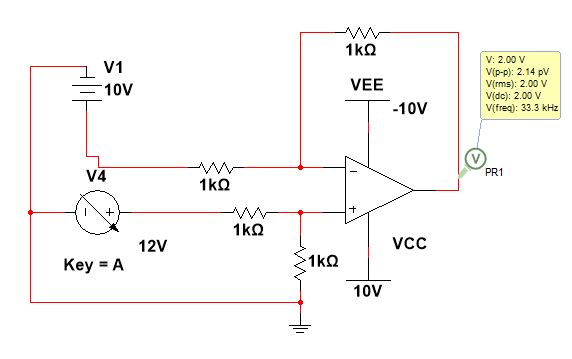 1kΩ
V: 2.00 V
V(p-p): 2.14 pV
V(rms): 2.00 V
V(dc): 2.00 V
V(freq): 33.3 kHz
V1
10V
VEE
-10V
V
PR1
1kΩ
−
V4
− +
1kΩ
+
12V
VCC
Key = A
1kΩ
10V